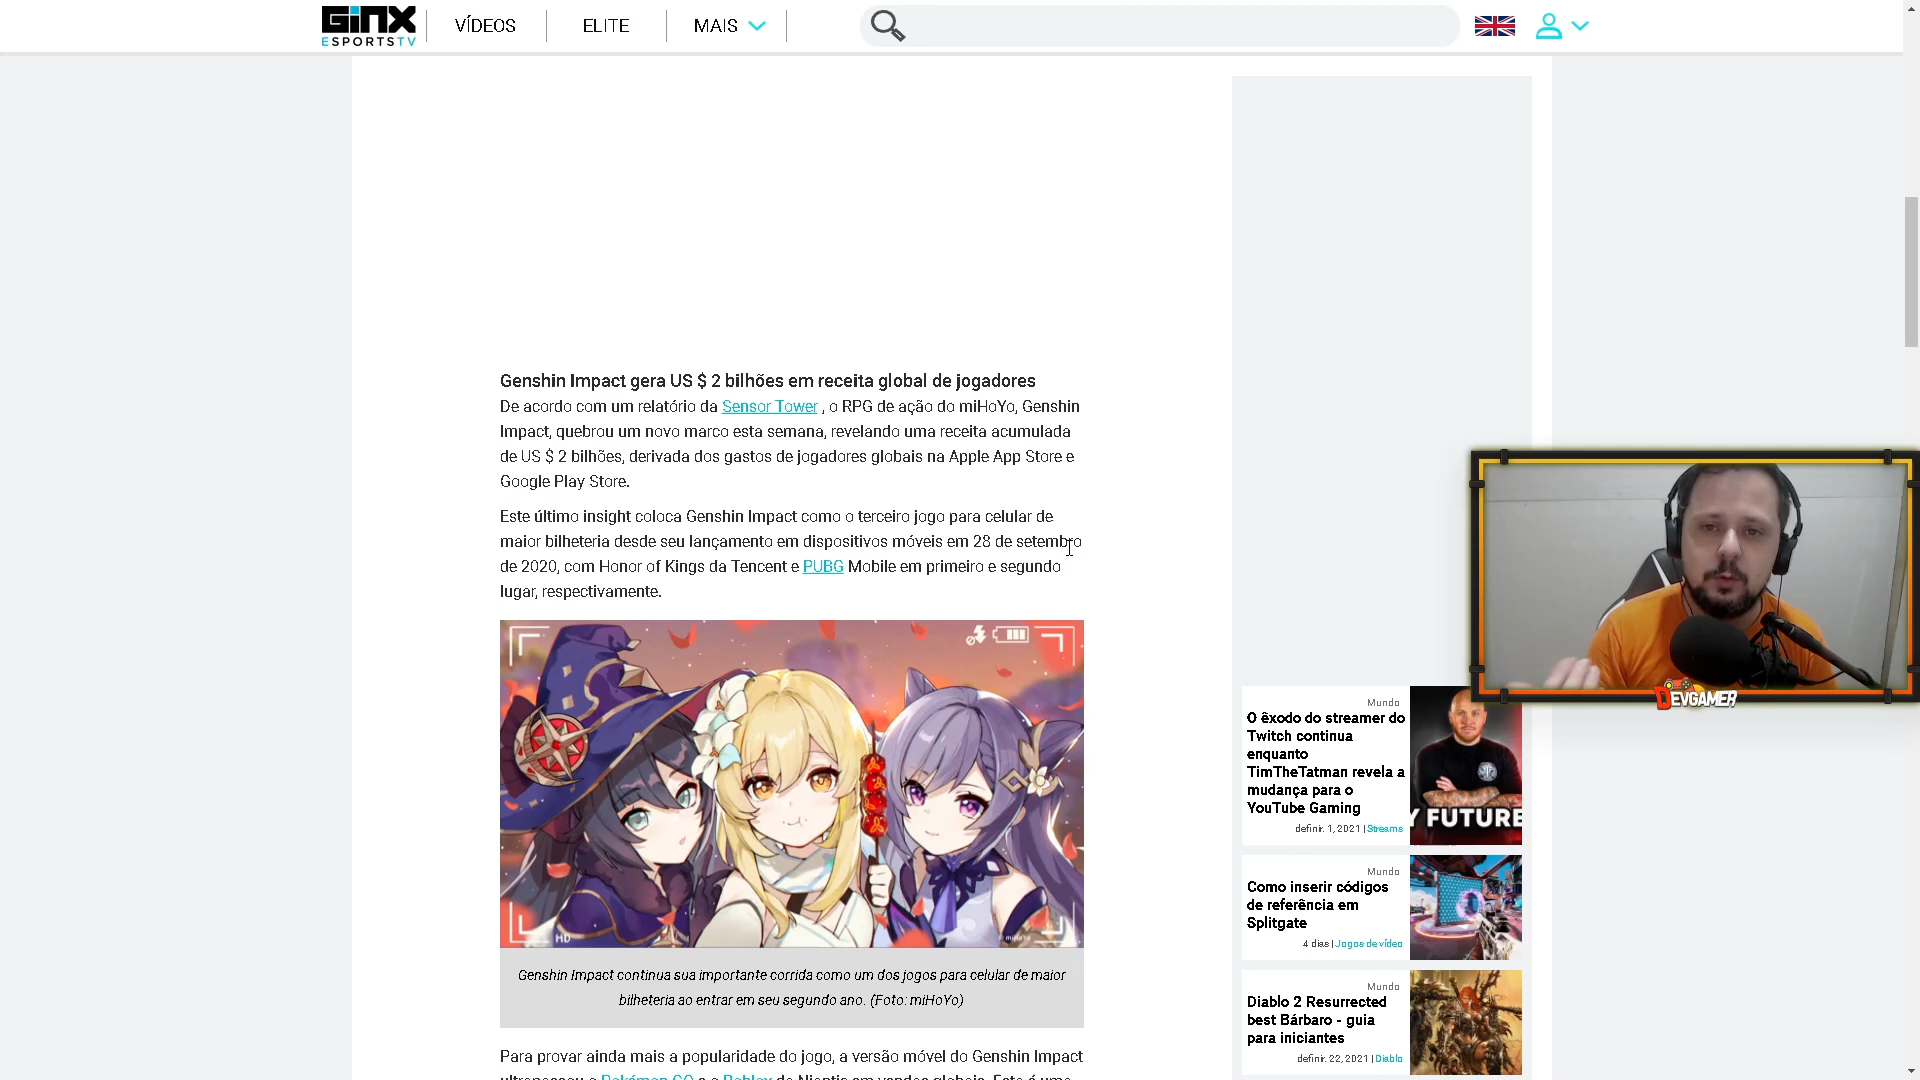 GINX
ESPORTSTV
VÍDEOS
ELITE
MAIS
Genshin Impact gera US $ 2 bilhões em receita global de jogadores
De acordo com um relatório da Sensor Tower , o RPG de ação do miHoYo, Genshin
Impact, quebrou um novo marco esta semana, revelando uma receita acumulada
de US $ 2 bilhões, derivada dos gastos de jogadores globais na Apple App Store e
Google Play Store.
Este último insight coloca Genshin Impact como o terceiro jogo para celular de
maior bilheteria desde seu lançamento em dispositivos móveis em 28 de setembro
de 2020, com Honor of Kings da Tencent e PUBG Mobile em primeiro e segundo
lugar, respectivamente.
HD
© miHoYo
Genshin Impact continua sua importante corrida como um dos jogos para celular de maior
bilheteria ao entrar em seu segundo ano. (Foto: miHoYo)
Para provar ainda mais a popularidade do jogo, a versão móvel do Genshin Impact
ultrapassou o Pokémon GO e o Roblox da Niantic em vendas globais. Este é uma
DEVGAMER
Mundo
O êxodo do streamer do
Twitch continua
enquanto
TimTheTatman revela a
mudança para o
YouTube Gaming
definir. 1, 2021 | Streams
Y FUTURE
Mundo
Como inserir códigos
de referência em
Splitgate
4 dias | Jogos de vídeo
Mundo
Diablo 2 Resurrected
best Bárbaro - guia
para iniciantes
definir. 22, 2021 | Diablo